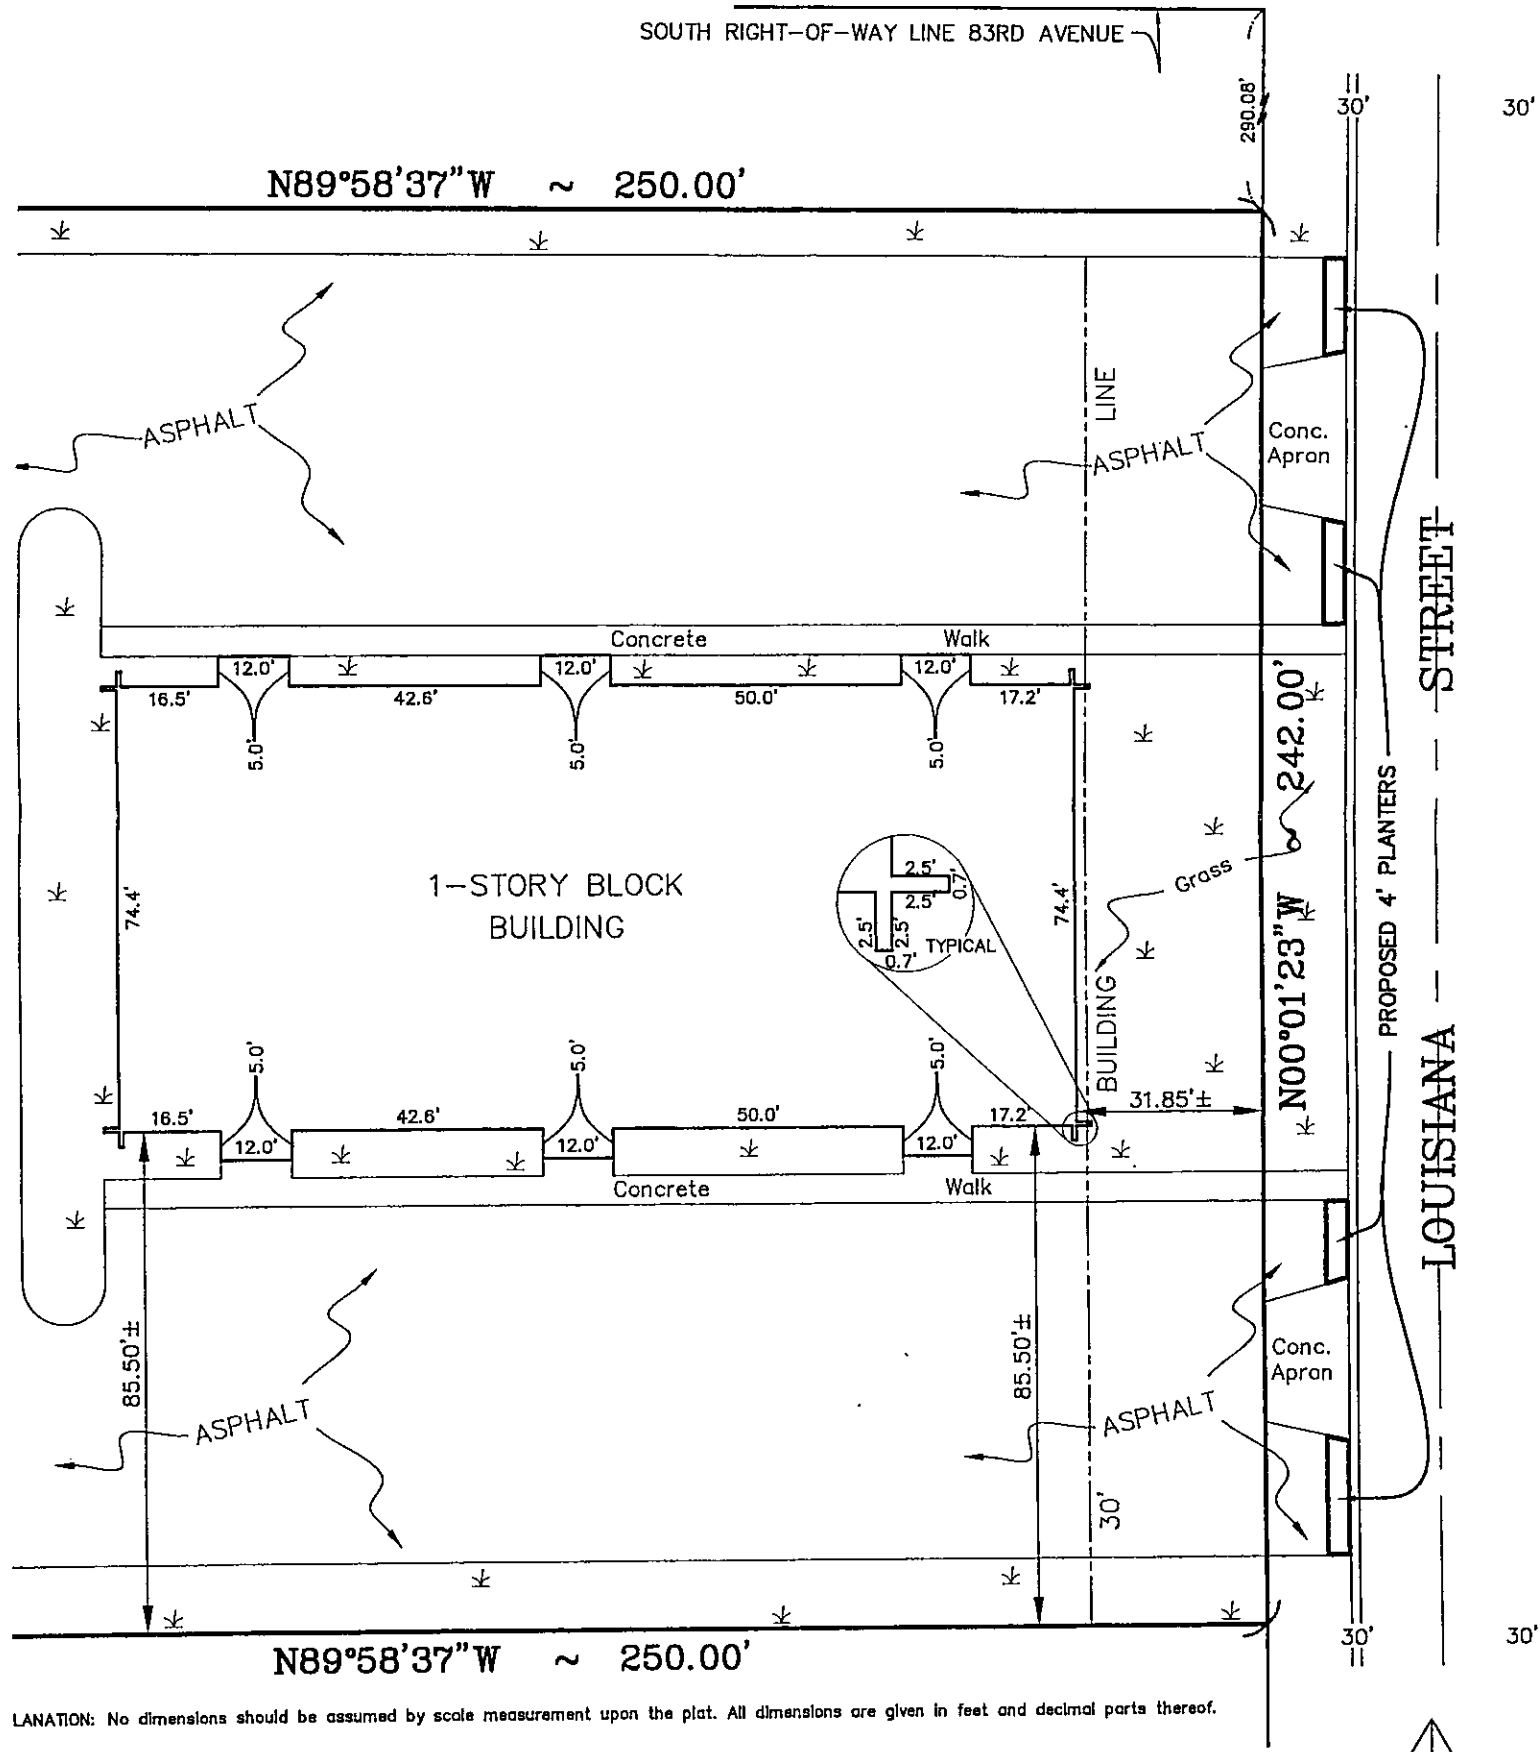 SOUTH RIGHT-OF-WAY LINE 83RD AVENUE
290.08'
30'
30'
N89°58'37"W ~ 250.00'
ASPHALT
LINE
ASPHALT
Conc.
Apron
STREET
Concrete Walk
12.0'
12.0'
12.0'
16.5'
42.6'
50.0'
17.2'
5.0'
5.0'
5.0'
N00°01'23"W ~ 242.00'
PROPOSED 4' PLANTERS
1-STORY BLOCK
BUILDING
74.4'
74.4'
2.5'
0.7'
2.5'
2.5'
2.5'
0.7'
TYPICAL
Grass
BUILDING
LOUISIANA
5.0'
5.0'
5.0'
16.5'
42.6'
50.0'
17.2'
31.85'±
12.0'
12.0'
12.0'
Concrete Walk
85.50'±
85.50'±
ASPHALT
ASPHALT
Conc.
Apron
30'
N89°58'37"W ~ 250.00'
30'
30'
LANATION: No dimensions should be assumed by scale measurement upon the plat. All dimensions are given in feet and decimal parts thereof.